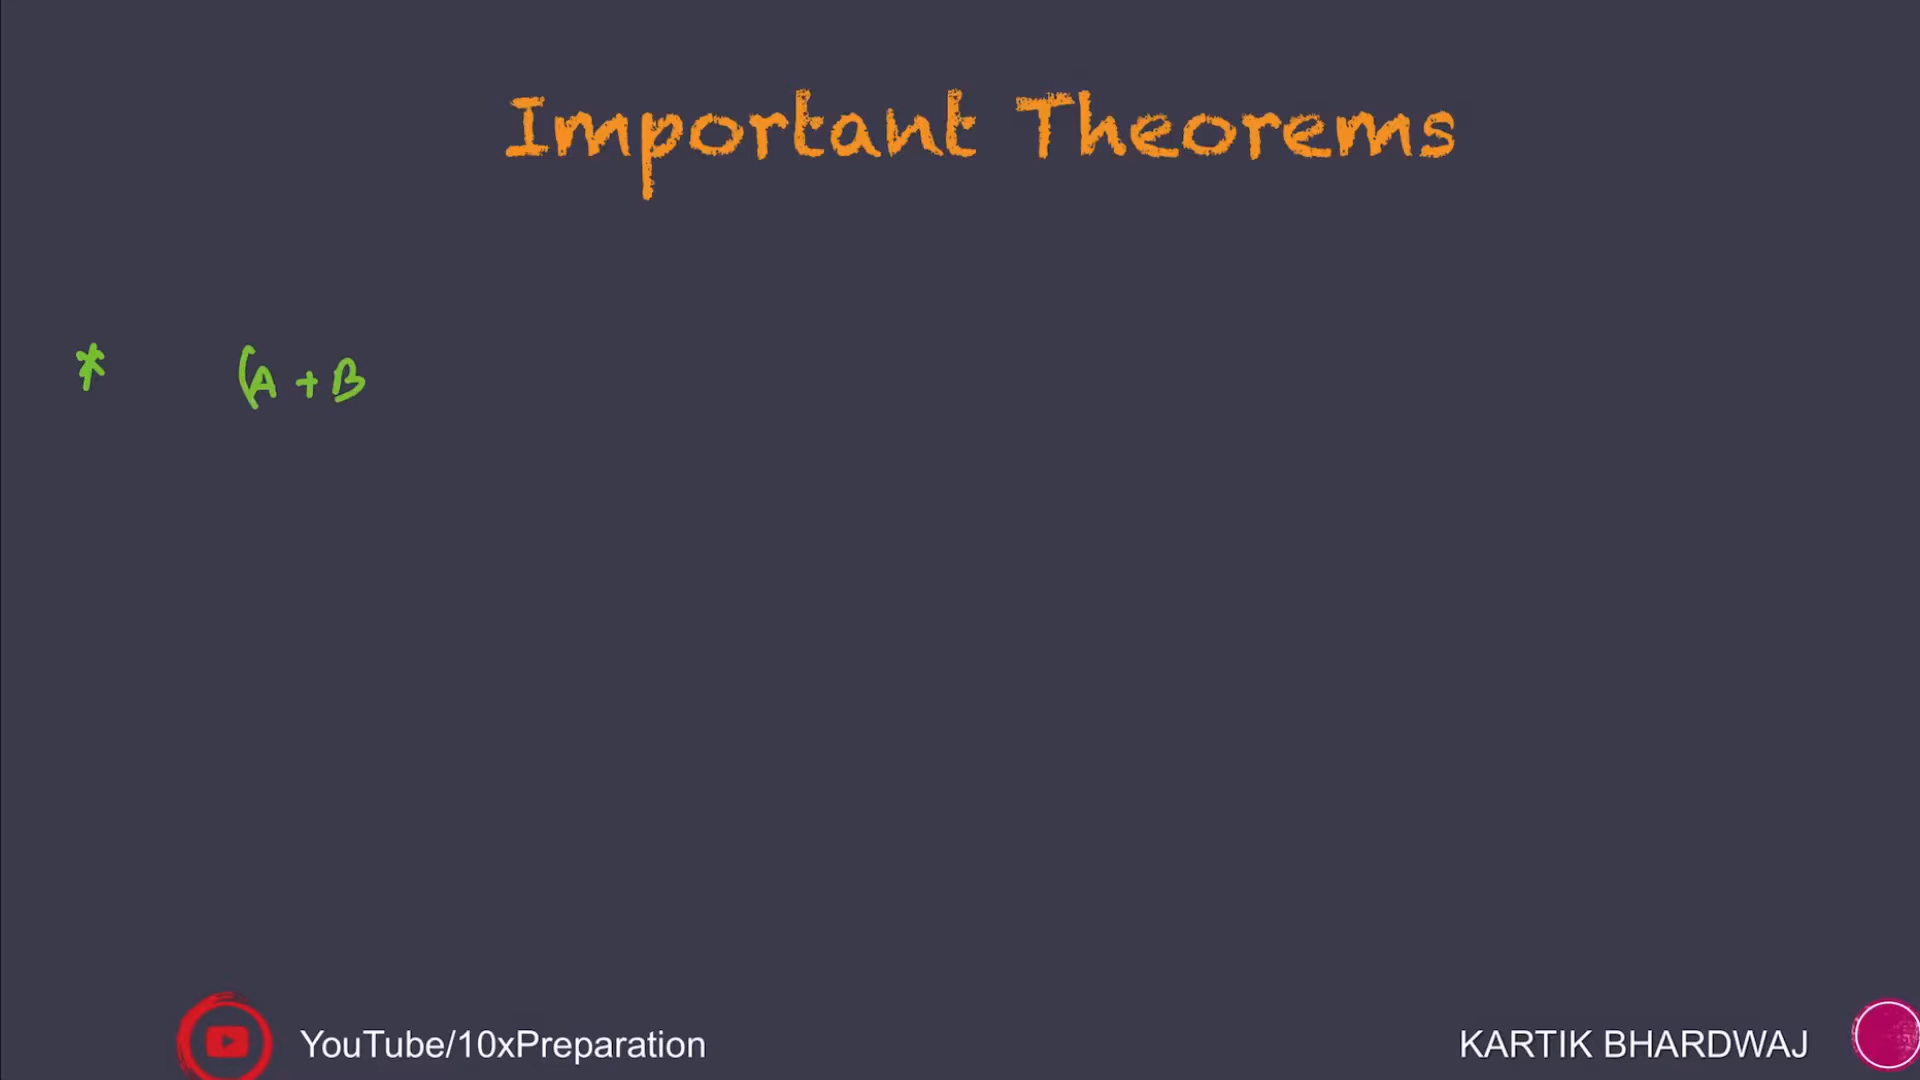 Important Theorems
* (A + B
YouTube/10xPreparation
KARTIK BHARDWAJ